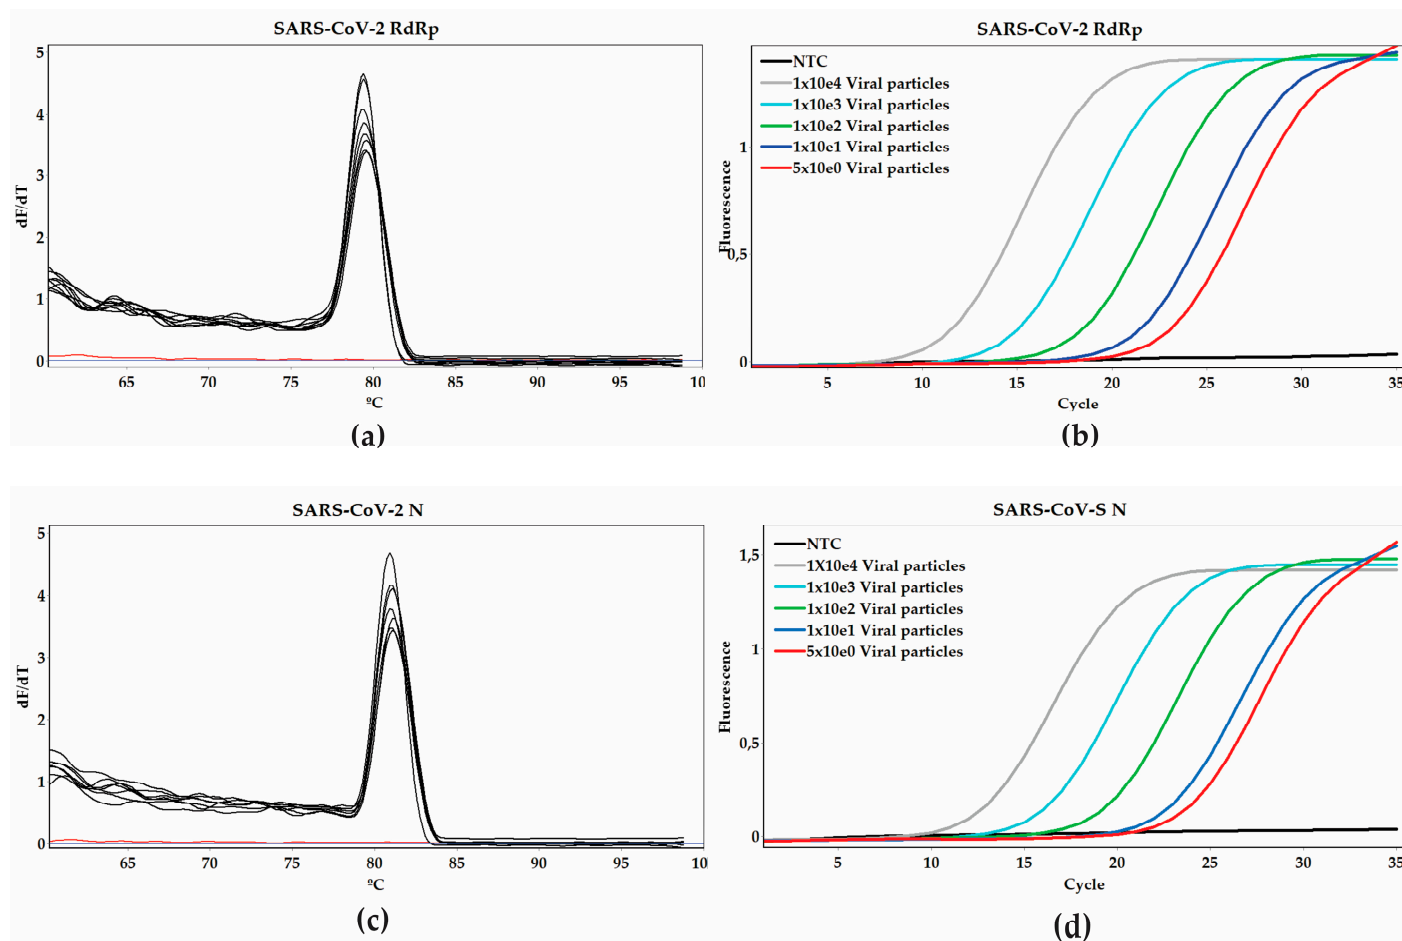 SARS-CoV-2 RdRp
5
4
3
2
1
0
dF/dT
65
70
75
80
85
90
95
10
ºC
(a)
SARS-CoV-2 RdRp
NTC
1x10e4 Viral particles
1x10e3 Viral particles
1x10e2 Viral particles
1x10e1 Viral particles
5x10e0 Viral particles
1
0,5
0
Fluorescence
5
10
15
20
25
30
35
Cycle
(b)
SARS-CoV-2 N
5
4
3
2
1
0
dF/dT
65
70
75
80
85
90
95
10
ºC
(c)
SARS-CoV-S N
NTC
1X10e4 Viral particles
1x10e3 Viral particles
1x10e2 Viral particles
1x10e1 Viral particles
5x10e0 Viral particles
1,5
1
0,5
0
Fluorescence
5
10
15
20
25
30
35
Cycle
(d)